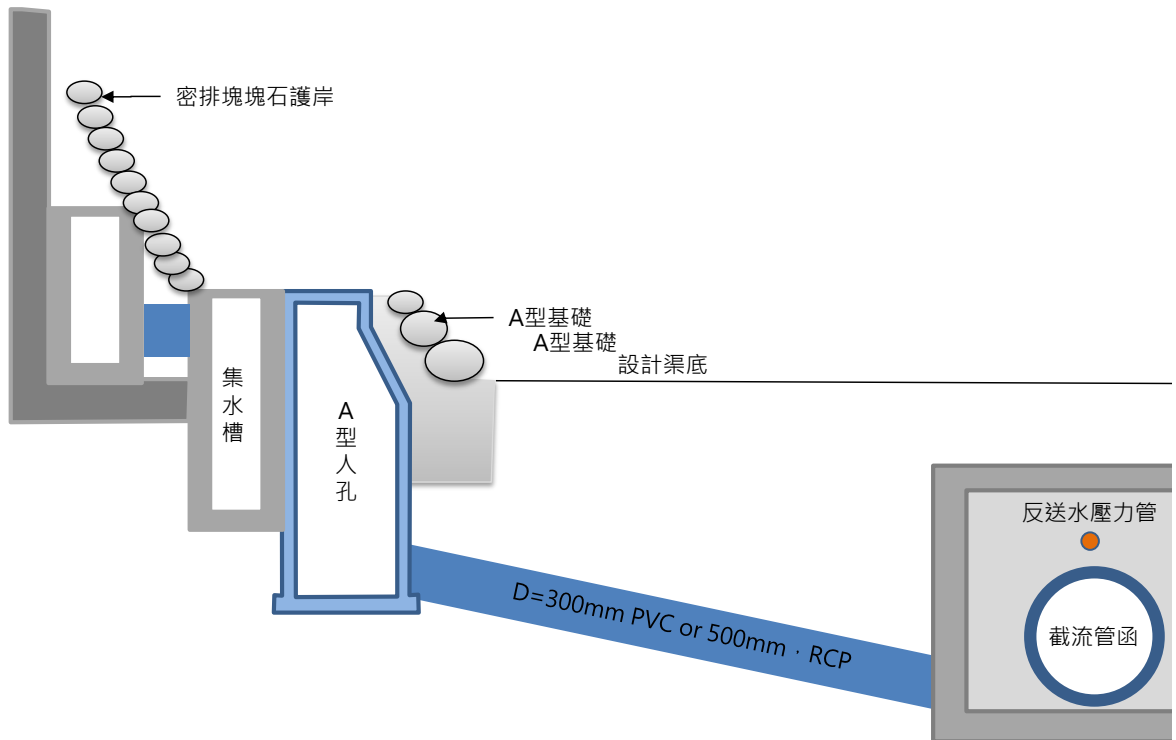 密排塊塊石護岸
A型基礎
A型基礎
設計渠底
集水槽
A型人孔
反送水壓力管
D=300mm PVC or 500mm · RCP
截流管函